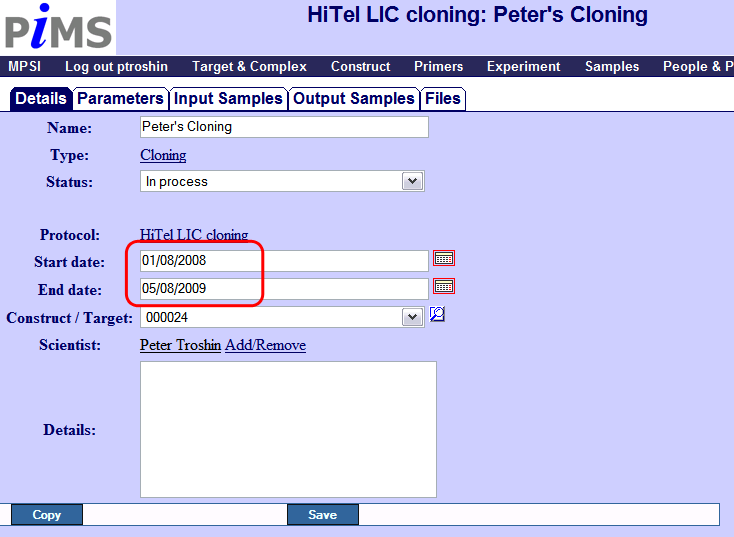 PiMS
HiTel LIC cloning: Peter's Cloning
MPSI Log out ptroshin Target & Complex Construct Primers Experiment Samples People & P
Details Parameters Input Samples Output Samples Files
Name: Peter's Cloning
Type: Cloning
Status: In process
Protocol: HiTel LIC cloning
Start date: 01/08/2008
End date: 05/08/2009
Construct / Target: 000024
Scientist: Peter Troshin Add/Remove
Details:
Copy Save